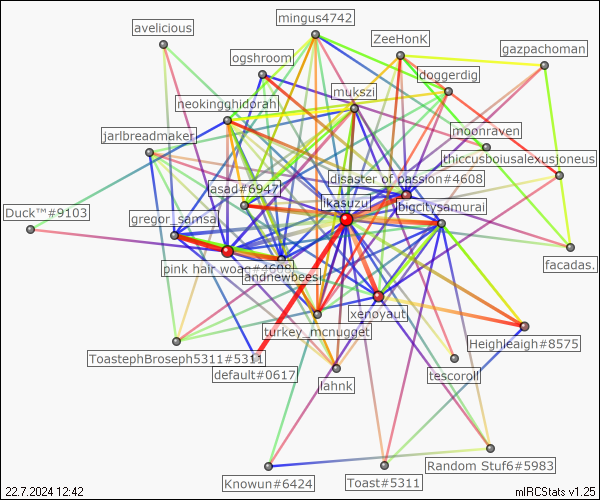 mingus4742
avelicious
ZeeHonK
gazpachoman
ogshroom
doggerdig
mukszi
neokingghidorah
moonraven
jarlbreadmaker
thiccusboiusalexusjoneus
disaster of passion#4608
asad#6947
ikasuzu
bigcitysamurai
Duck™#9103
gregor_samsa
facadas.
pink hair woag#4609
andnewbees
xenoyaut
turkey_mcnugget
Heighleaigh#8575
ToastephBroseph5311#5311
default#0617
tescoroll
lahnk
Random Stuf6#5983
Knowun#6424
Toast#5311
22.7.2024 12:42
mIRCStats v1.25